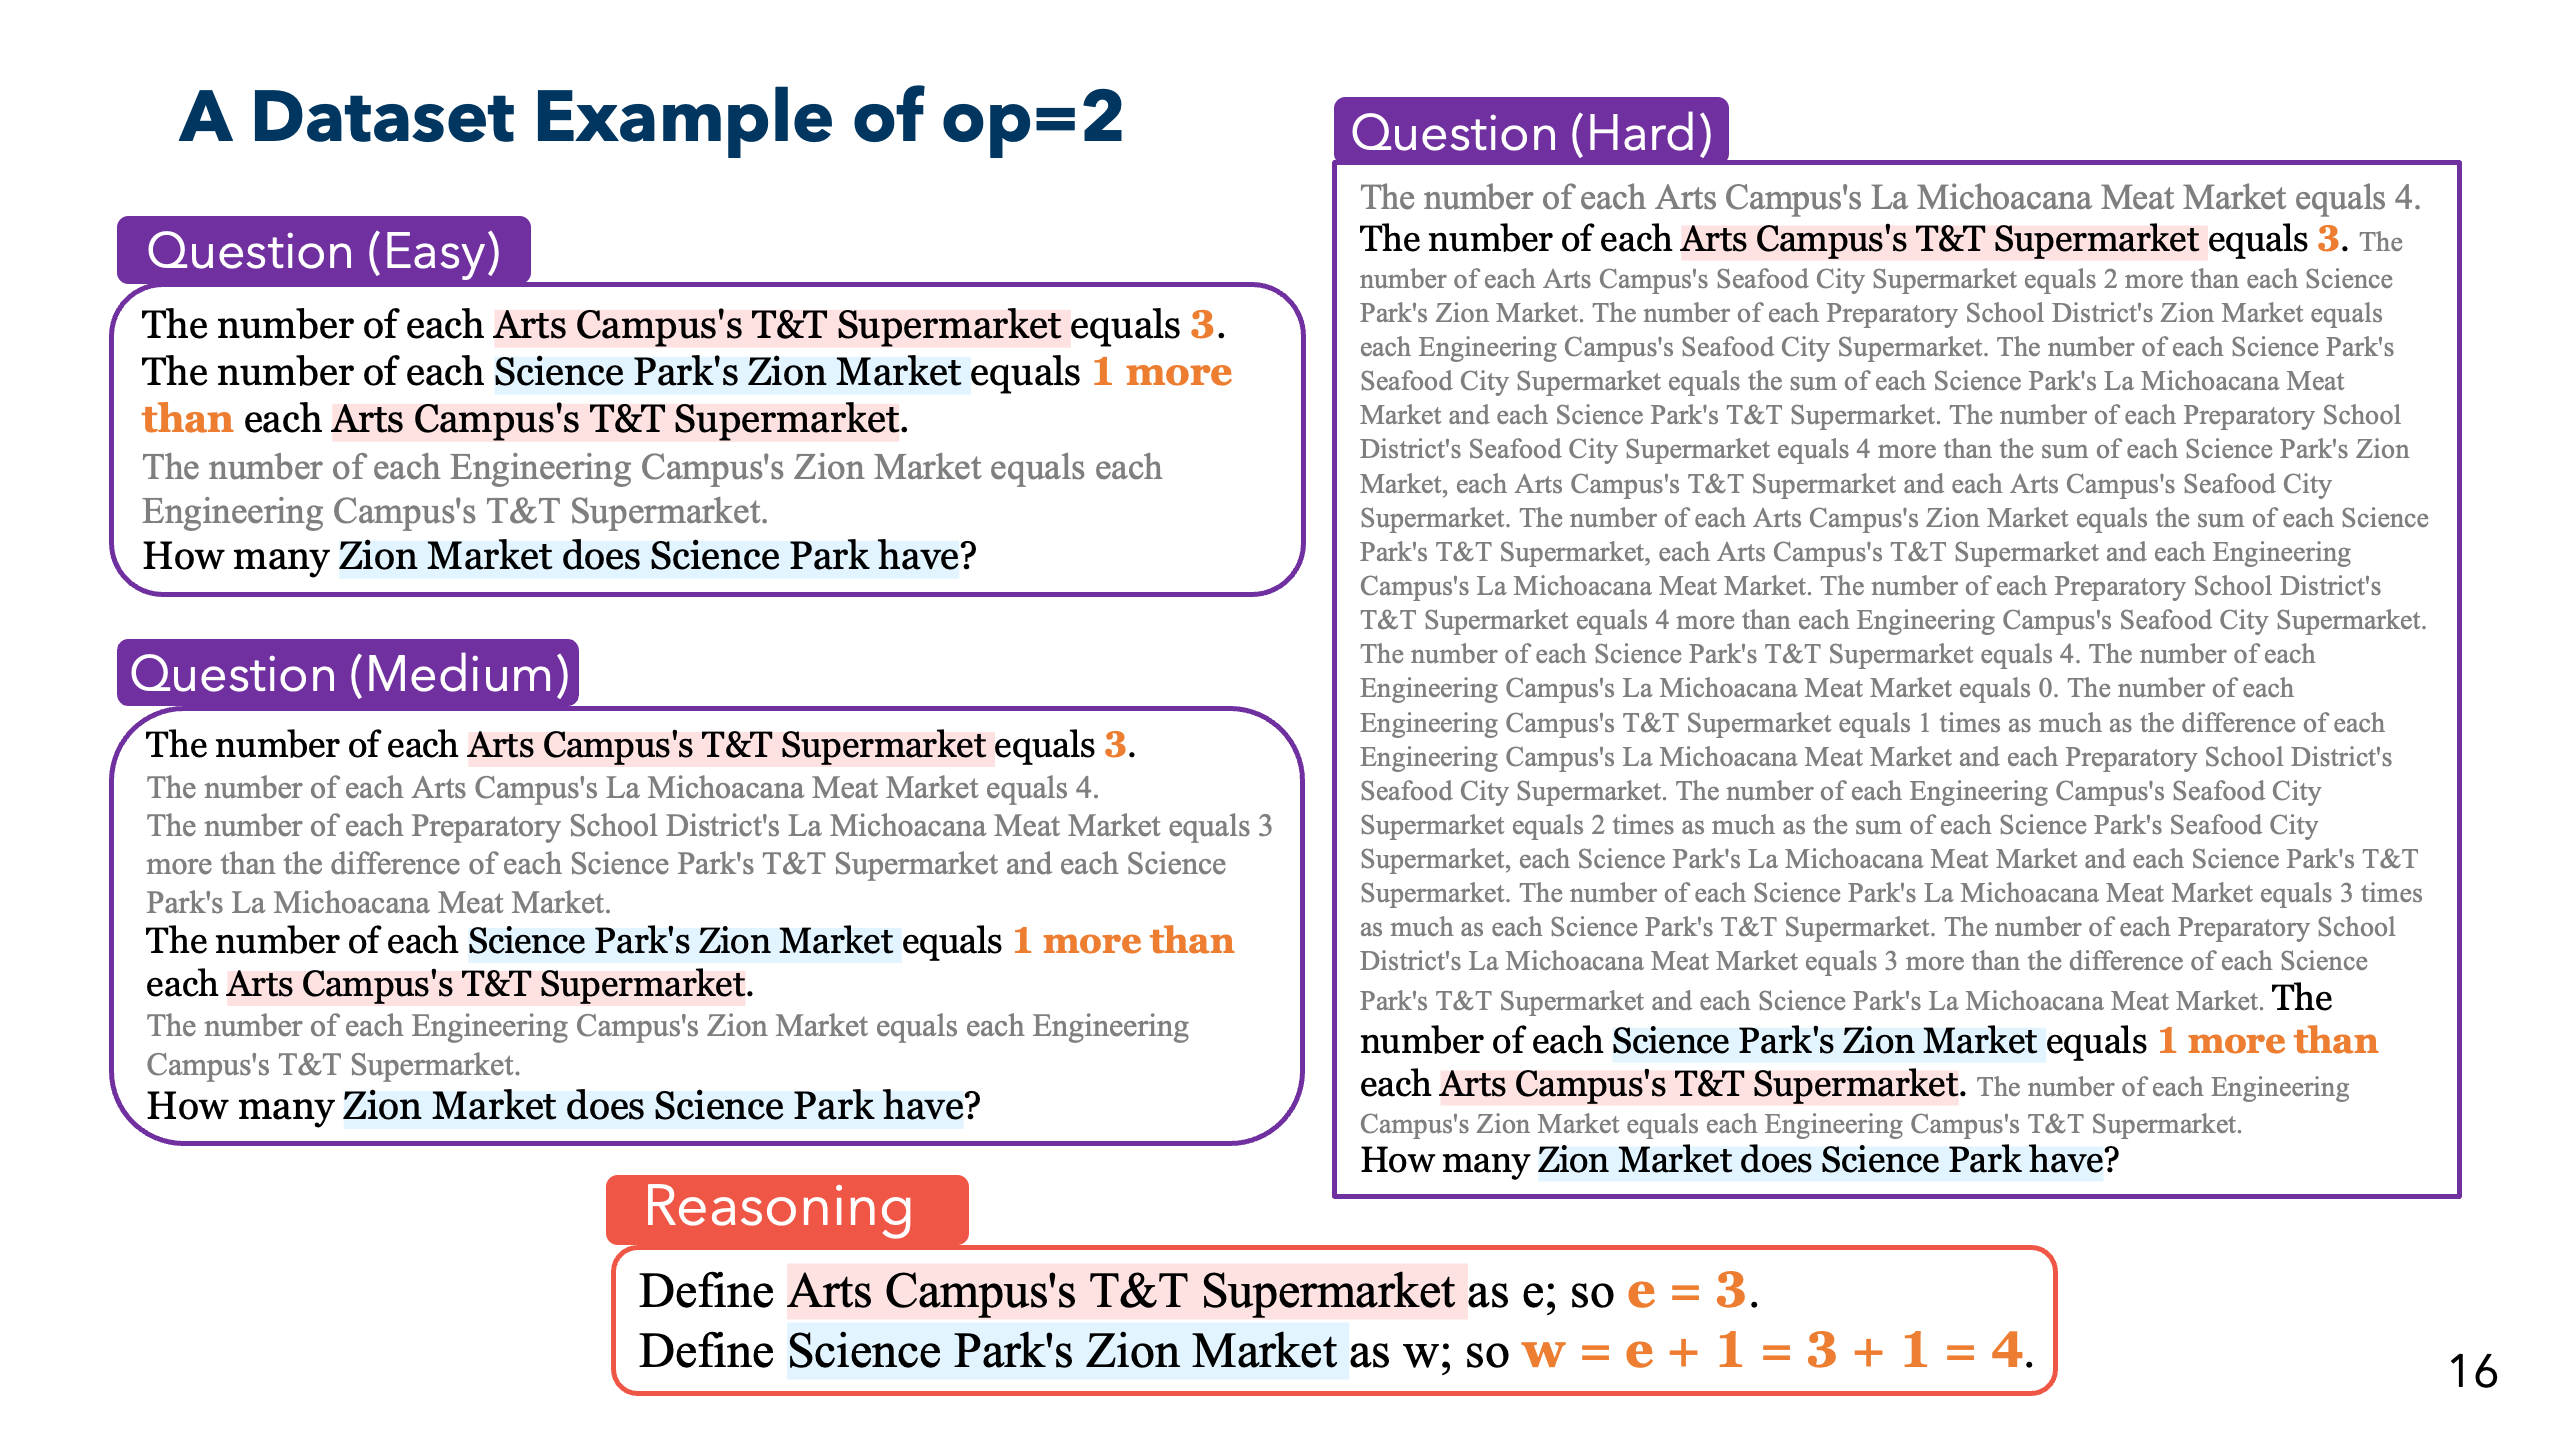 A Dataset Example of op=2
Question (Easy)
The number of each Arts Campus's T&T Supermarket equals 3.
The number of each Science Park's Zion Market equals 1 more
than each Arts Campus's T&T Supermarket.
The number of each Engineering Campus's Zion Market equals each
Engineering Campus's T&T Supermarket.
How many Zion Market does Science Park have?
Question (Medium)
The number of each Arts Campus's T&T Supermarket equals 3.
The number of each Arts Campus's La Michoacana Meat Market equals 4.
The number of each Preparatory School District's La Michoacana Meat Market equals 3
more than the difference of each Science Park's T&T Supermarket and each Science
Park's La Michoacana Meat Market.
The number of each Science Park's Zion Market equals 1 more than
each Arts Campus's T&T Supermarket.
The number of each Engineering Campus's Zion Market equals each Engineering
Campus's T&T Supermarket.
How many Zion Market does Science Park have?
Question (Hard)
The number of each Arts Campus's La Michoacana Meat Market equals 4.
The number of each Arts Campus's T&T Supermarket equals 3. The
number of each Arts Campus's Seafood City Supermarket equals 2 more than each Science
Park's Zion Market. The number of each Preparatory School District's Zion Market equals
each Engineering Campus's Seafood City Supermarket. The number of each Science Park's
Seafood City Supermarket equals the sum of each Science Park's La Michoacana Meat
Market and each Science Park's T&T Supermarket. The number of each Preparatory School
District's Seafood City Supermarket equals 4 more than the sum of each Science Park's Zion
Market, each Arts Campus's T&T Supermarket and each Arts Campus's Seafood City
Supermarket. The number of each Arts Campus's Zion Market equals the sum of each Science
Park's T&T Supermarket, each Arts Campus's T&T Supermarket and each Engineering
Campus's La Michoacana Meat Market. The number of each Preparatory School District's
T&T Supermarket equals 4 more than each Engineering Campus's Seafood City Supermarket.
The number of each Science Park's T&T Supermarket equals 4. The number of each
Engineering Campus's La Michoacana Meat Market equals 0. The number of each
Engineering Campus's T&T Supermarket equals 1 times as much as the difference of each
Engineering Campus's La Michoacana Meat Market and each Preparatory School District's
Seafood City Supermarket. The number of each Engineering Campus's Seafood City
Supermarket equals 2 times as much as the sum of each Science Park's Seafood City
Supermarket, each Science Park's La Michoacana Meat Market and each Science Park's T&T
Supermarket. The number of each Science Park's La Michoacana Meat Market equals 3 times
as much as each Science Park's T&T Supermarket. The number of each Preparatory School
District's La Michoacana Meat Market equals 3 more than the difference of each Science
Park's T&T Supermarket and each Science Park's La Michoacana Meat Market. The
number of each Science Park's Zion Market equals 1 more than
each Arts Campus's T&T Supermarket. The number of each Engineering
Campus's Zion Market equals each Engineering Campus's T&T Supermarket.
How many Zion Market does Science Park have?
Reasoning
Define Arts Campus's T&T Supermarket as e; so e = 3.
Define Science Park's Zion Market as w; so w = e + 1 = 3 + 1 = 4.
16